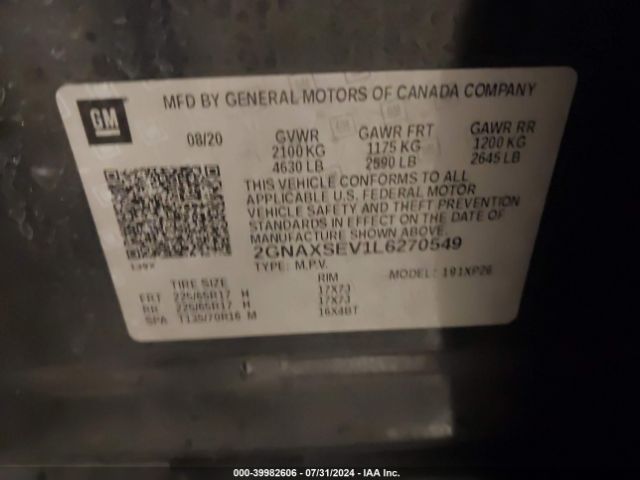 GM
MFD BY GENERAL MOTORS OF CANADA COMPANY
08/20 GVWR GAWR FRT GAWR RR
2100 KG 1175 KG 1200 KG
4630 LB 2590 LB 2645 LB
THIS VEHICLE CONFORMS TO ALL
APPLICABLE U.S. FEDERAL MOTOR
VEHICLE SAFETY AND THEFT PREVENTION
STANDARDS IN EFFECT ON THE DATE OF
MANUFACTURE SHOWN ABOVE.
2GNAXSEV1L6270549
TYPE: M.P.V. MODEL: 191XP26
TIRE SIZE RIM
FRT 225/65R17 H 17X7J
RR 225/65R17 H 17X7J
SPA T135/70R16 M 16X4BT
000-39982606 - 07/31/2024 - IAA Inc.